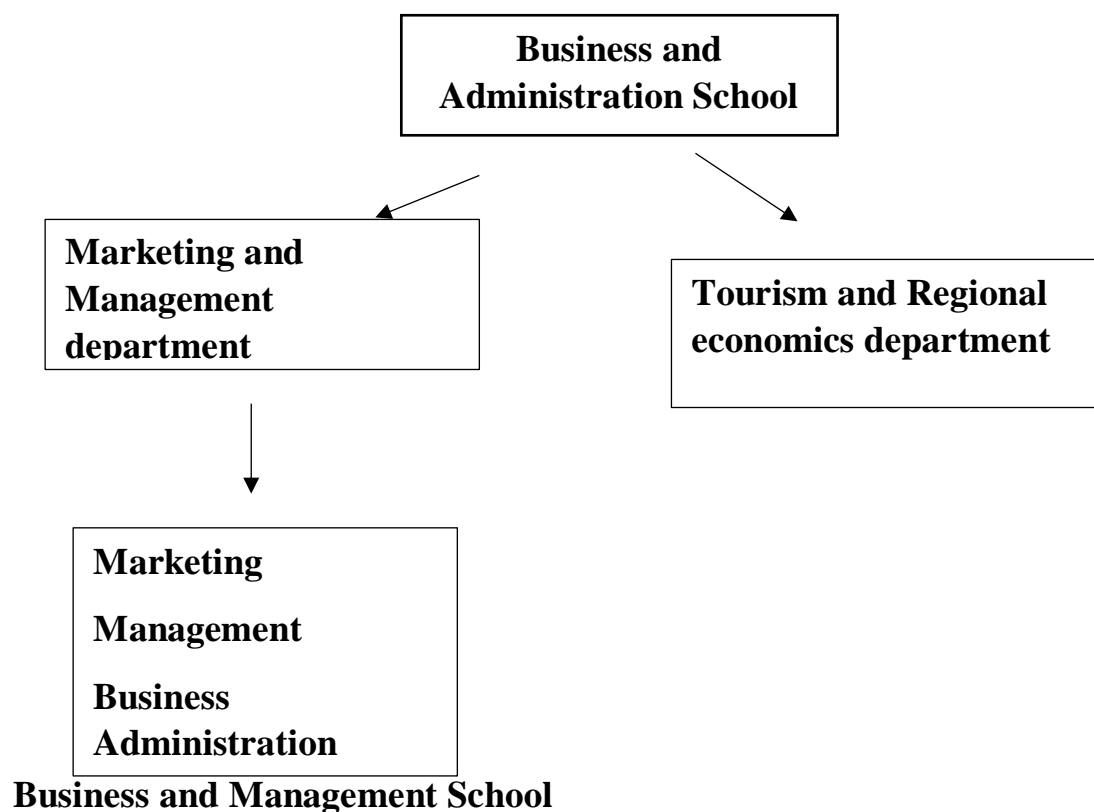 Business and
Administration School
Marketing and
Management
department
Tourism and Regional
economics department
Marketing
Management
Business
Administration
Business and Management School